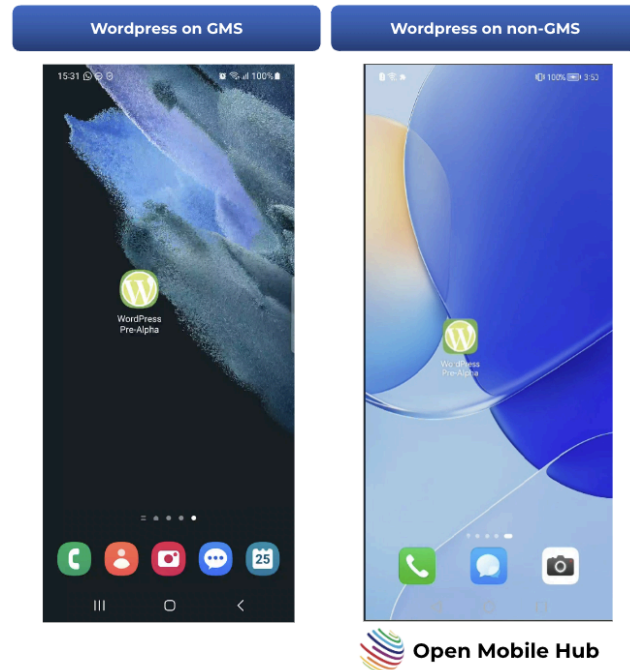 Wordpress on GMS
Wordpress on non-GMS
15:31
100%
100%
3:53
WordPress
Pre-Alpha
WordPress
Pre-Alpha
25
Open Mobile Hub